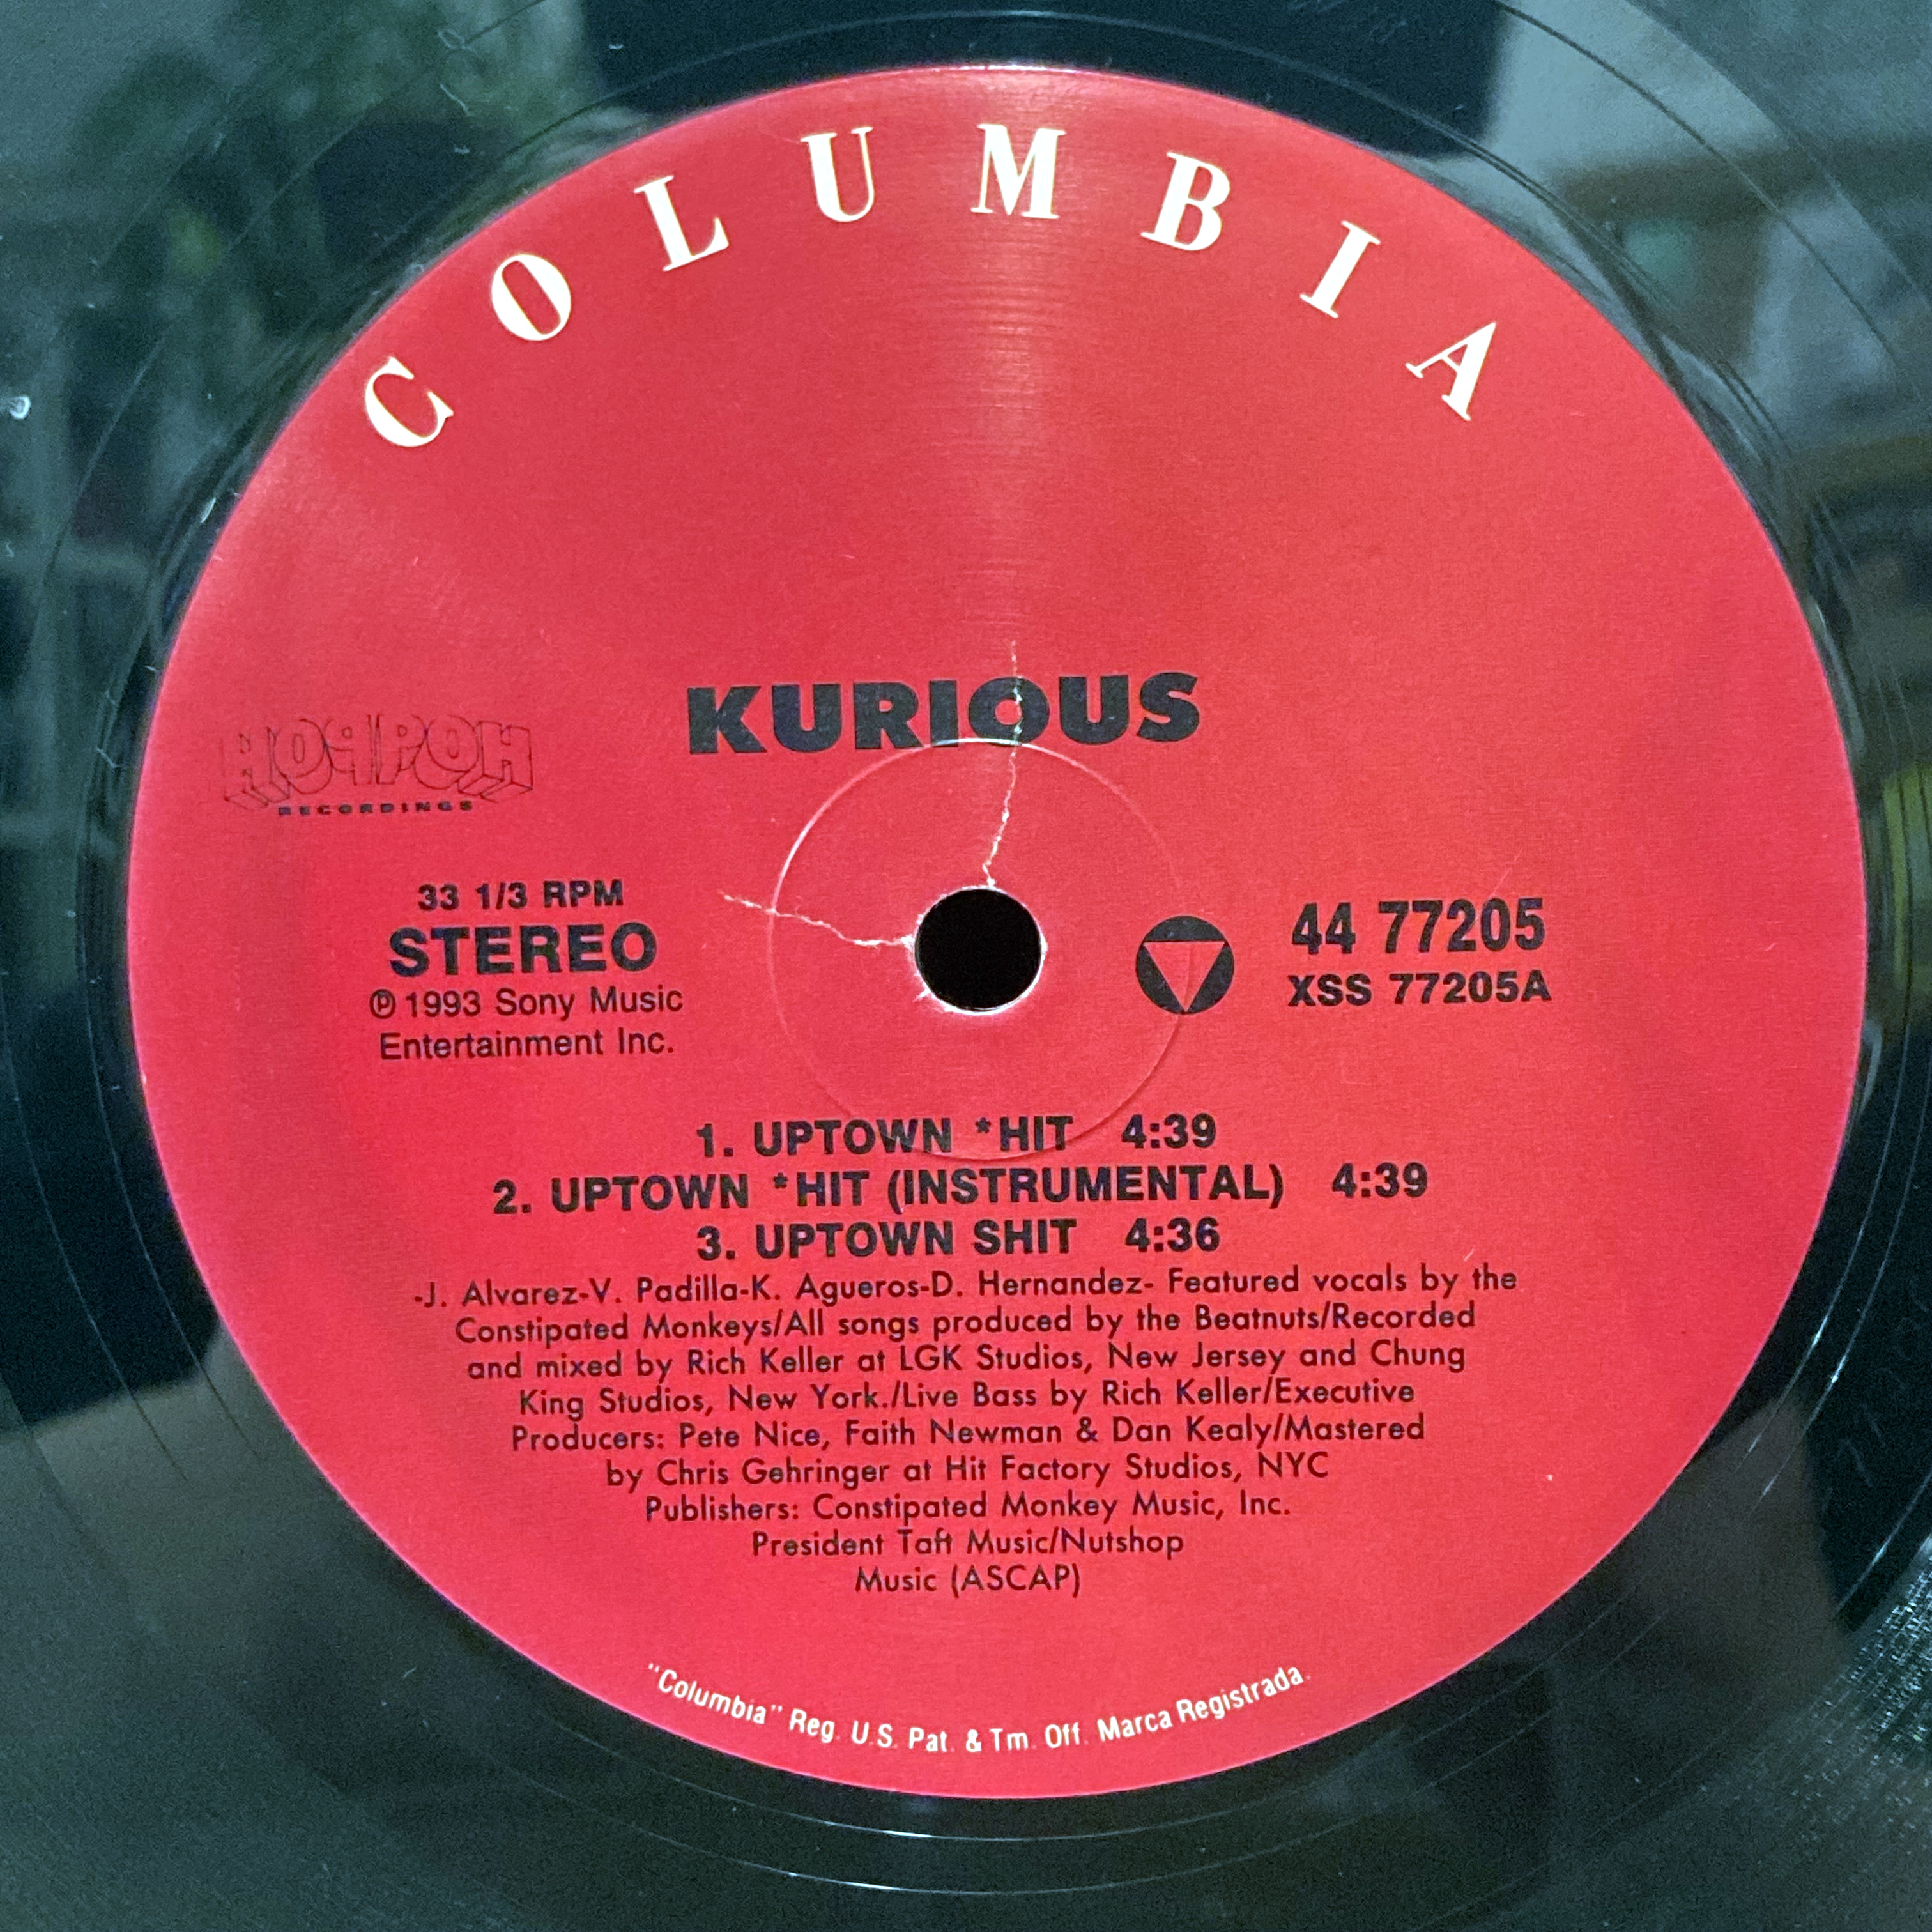 COLUMBIA
KURIOUS
HOPPOH
RECORDINGS
33 1/3 RPM
STEREO
℗ 1993 Sony Music
Entertainment Inc.
44 77205
XSS 77205A
1. UPTOWN *HIT 4:39
2. UPTOWN *HIT (INSTRUMENTAL) 4:39
3. UPTOWN SHIT 4:36
-J. Alvarez-V. Padilla-K. Agueros-D. Hernandez- Featured vocals by the
Constipated Monkeys/All songs produced by the Beatnuts/Recorded
and mixed by Rich Keller at LGK Studios, New Jersey and Chung
King Studios, New York./Live Bass by Rich Keller/Executive
Producers: Pete Nice, Faith Newman & Dan Kealy/Mastered
by Chris Gehringer at Hit Factory Studios, NYC
Publishers: Constipated Monkey Music, Inc.
President Taft Music/Nutshop
Music (ASCAP)
"Columbia" Reg. U.S. Pat. & Tm. Off. Marca Registrada.